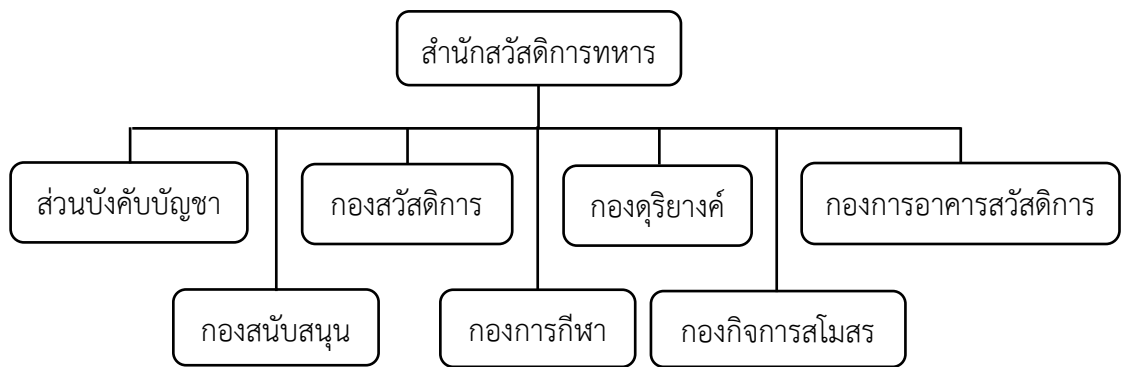 สำนักสวัสดิการทหาร
ส่วนบังคับบัญชา
กองสวัสดิการ
กองดุริยางค์
กองการอาคารสวัสดิการ
กองสนับสนุน
กองการกีฬา
กองกิจการสโมสร